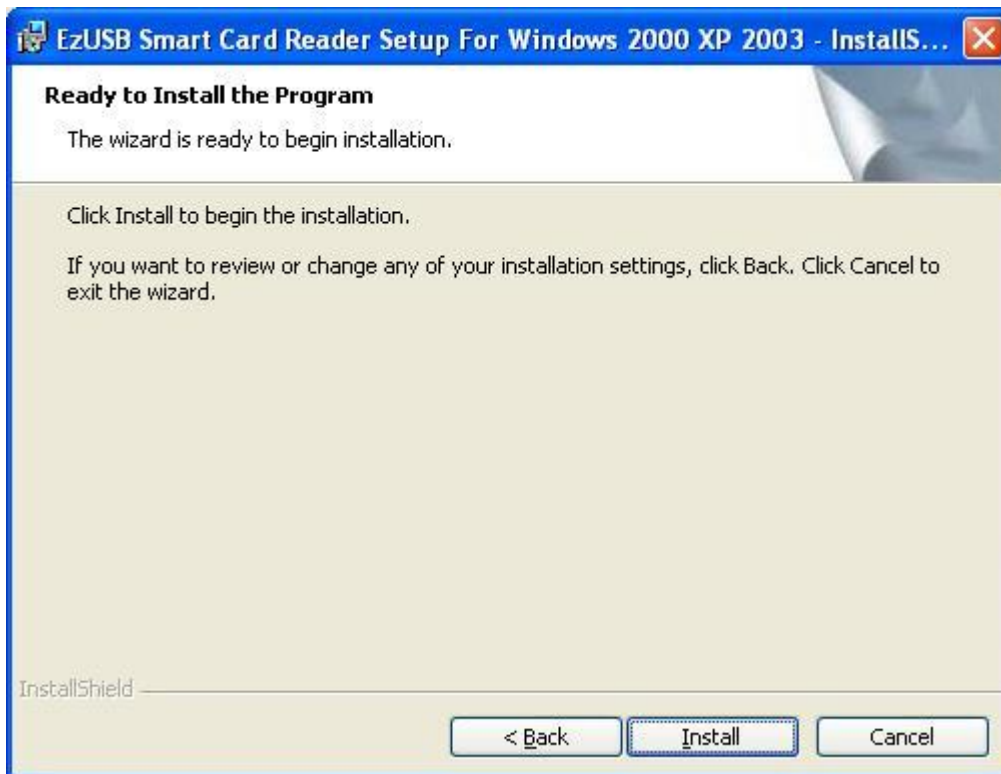 EzUSB Smart Card Reader Setup For Windows 2000 XP 2003 - InstallS...
Ready to Install the Program
The wizard is ready to begin installation.
Click Install to begin the installation.
If you want to review or change any of your installation settings, click Back. Click Cancel to
exit the wizard.
InstallShield
< Back
Install
Cancel